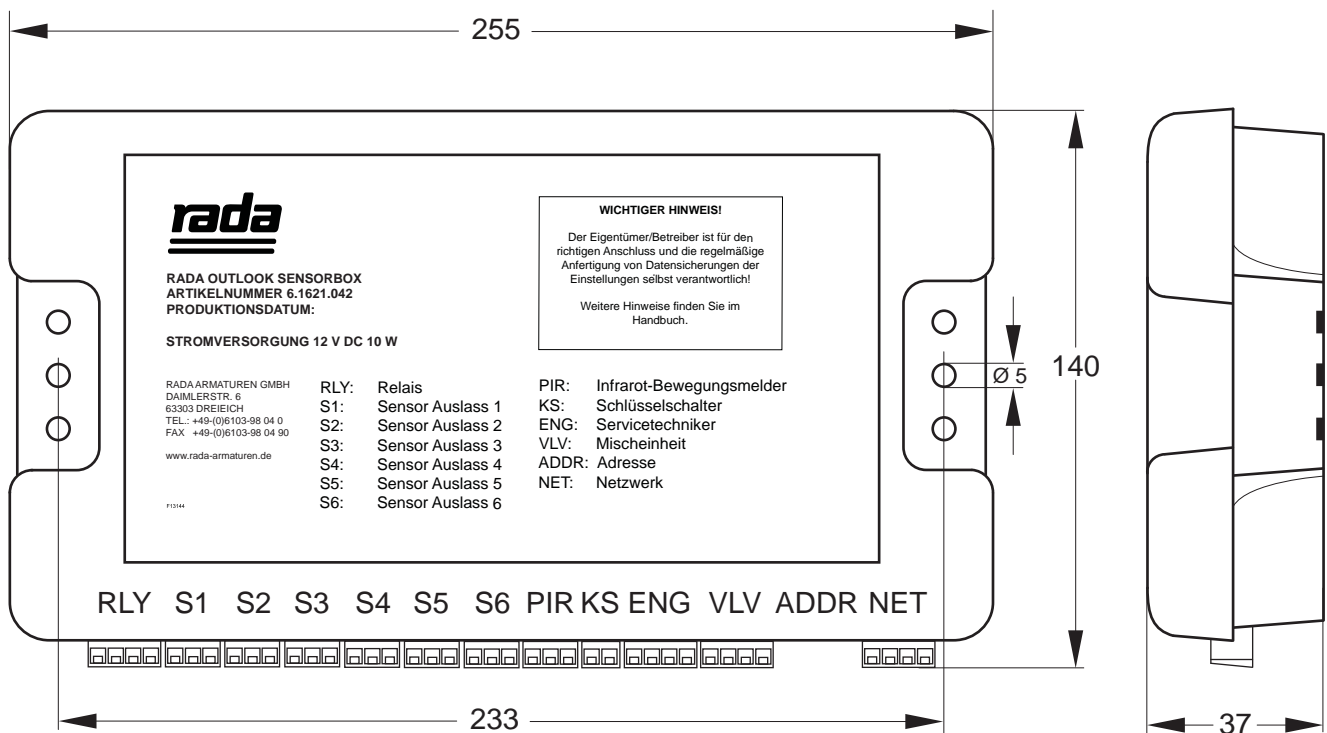 255
rada
RADA OUTLOOK SENSORBOX
ARTIKELNUMMER 6.1621.042
PRODUKTIONSDATUM:
STROMVERSORGUNG 12 V DC 10 W
WICHTIGER HINWEIS!
Der Eigentümer/Betreiber ist für den
richtigen Anschluss und die regelmäßige
Anfertigung von Datensicherungen der
Einstellungen selbst verantwortlich!
Weitere Hinweise finden Sie im
Handbuch.
RADA ARMATUREN GMBH
DAIMLERSTR. 6
63303 DREIEICH
TEL.: +49-(0)6103-98 04 0
FAX +49-(0)6103-98 04 90
www.rada-armaturen.de
F13144
RLY: Relais
S1: Sensor Auslass 1
S2: Sensor Auslass 2
S3: Sensor Auslass 3
S4: Sensor Auslass 4
S5: Sensor Auslass 5
S6: Sensor Auslass 6
PIR: Infrarot-Bewegungsmelder
KS: Schlüsselschalter
ENG: Servicetechniker
VLV: Mischeinheit
ADDR: Adresse
NET: Netzwerk
Ø 5
140
RLY S1 S2 S3 S4 S5 S6 PIR KS ENG VLV ADDR NET
233
37